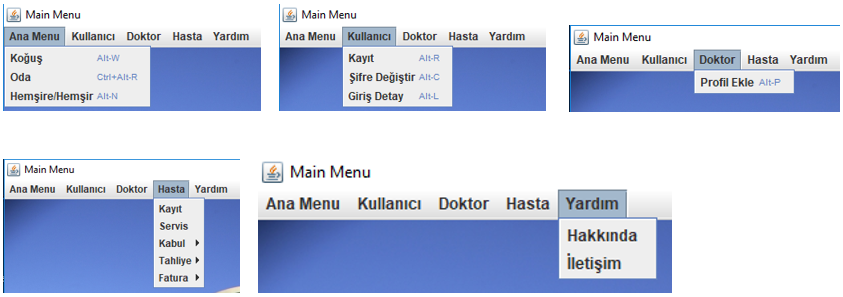 Main Menu
Ana Menu Kullanıcı Doktor Hasta Yardım
Koğuş Alt-W
Oda Ctrl+Alt-R
Hemşire/Hemşir Alt-N
Main Menu
Ana Menu Kullanıcı Doktor Hasta Yardım
Kayıt Alt-R
Şifre Değiştir Alt-C
Giriş Detay Alt-L
Main Menu
Ana Menu Kullanıcı Doktor Hasta Yardım
Profil Ekle Alt-P
Main Menu
Ana Menu Kullanıcı Doktor Hasta Yardım
Kayıt
Servis
Kabul
Tahliye
Fatura
Main Menu
Ana Menu Kullanıcı Doktor Hasta Yardım
Hakkında
İletişim